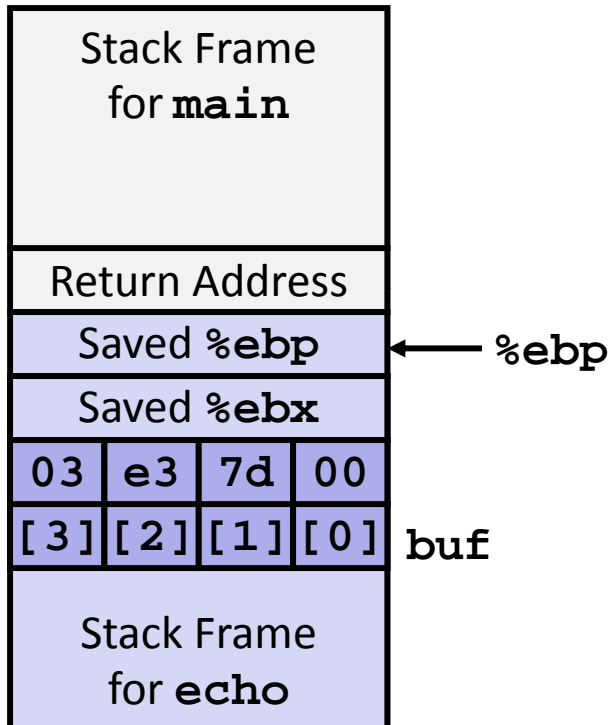 Stack Frame
for main
Return Address
Saved %ebp
%ebp
Saved %ebx
03 e3 7d 00
[3] [2] [1] [0] buf
Stack Frame
for echo